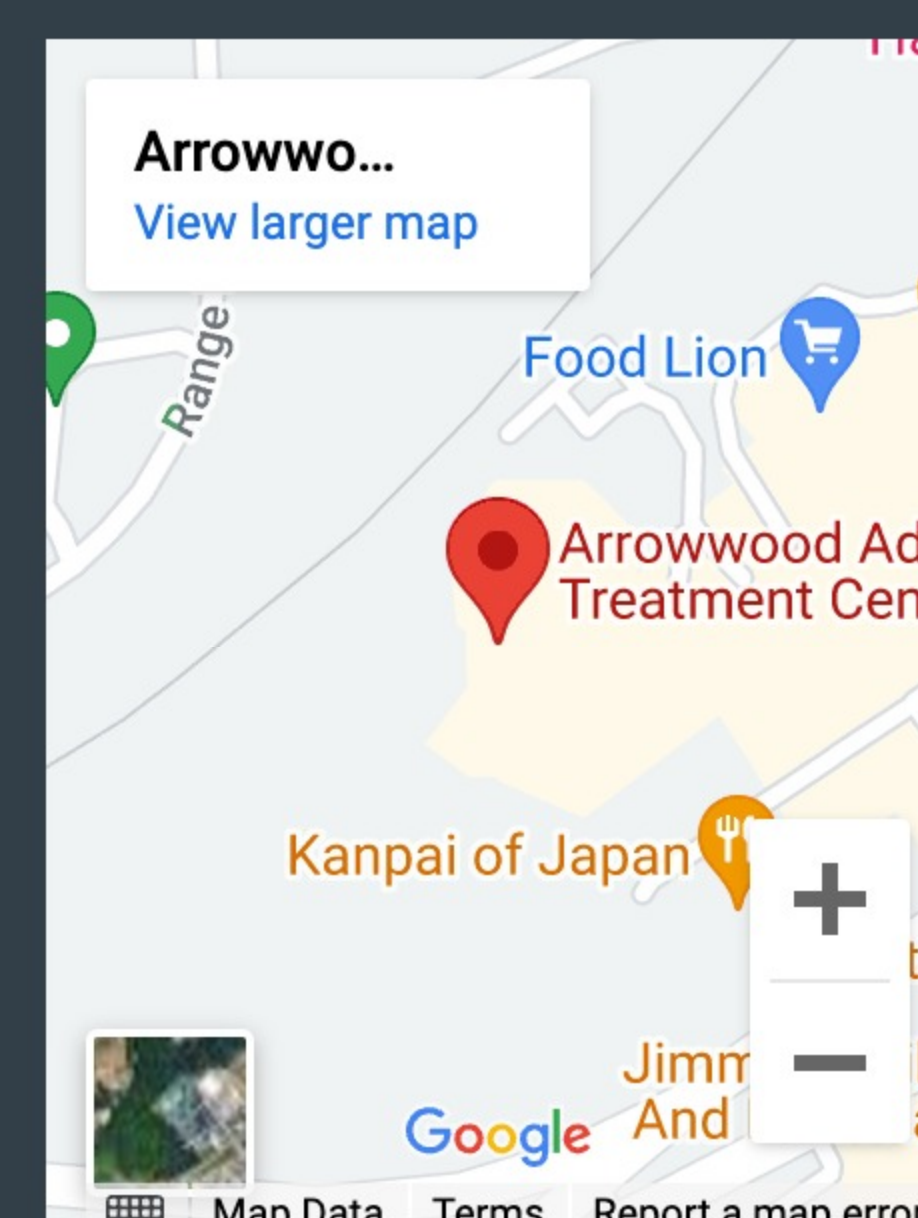 Arrowwo...
View larger map
Range
Food Lion
Arrowwood Ad
Treatment Cen
Kanpai of Japan
Jimm
And
Google
Map Data
Terms
Report a map erro